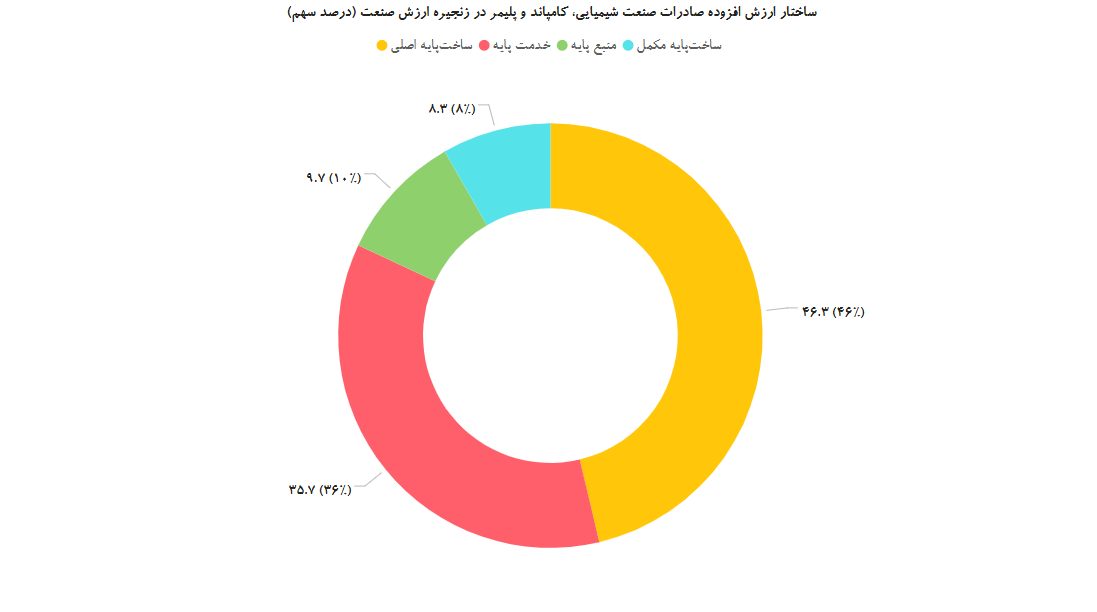 ساختار ارزش افزوده صادرات صنعت شیمیایی، کامپاند و پلیمر در زنجیره ارزش صنعت (درصد سهم)
ساخت‌پایه اصلی خدمت پایه منبع پایه ساخت‌پایه مکمل
۸.۳ (۸٪)
۹.۷ (۱۰٪)
۴۶.۳ (۴۶٪)
۳۵.۷ (۳۶٪)